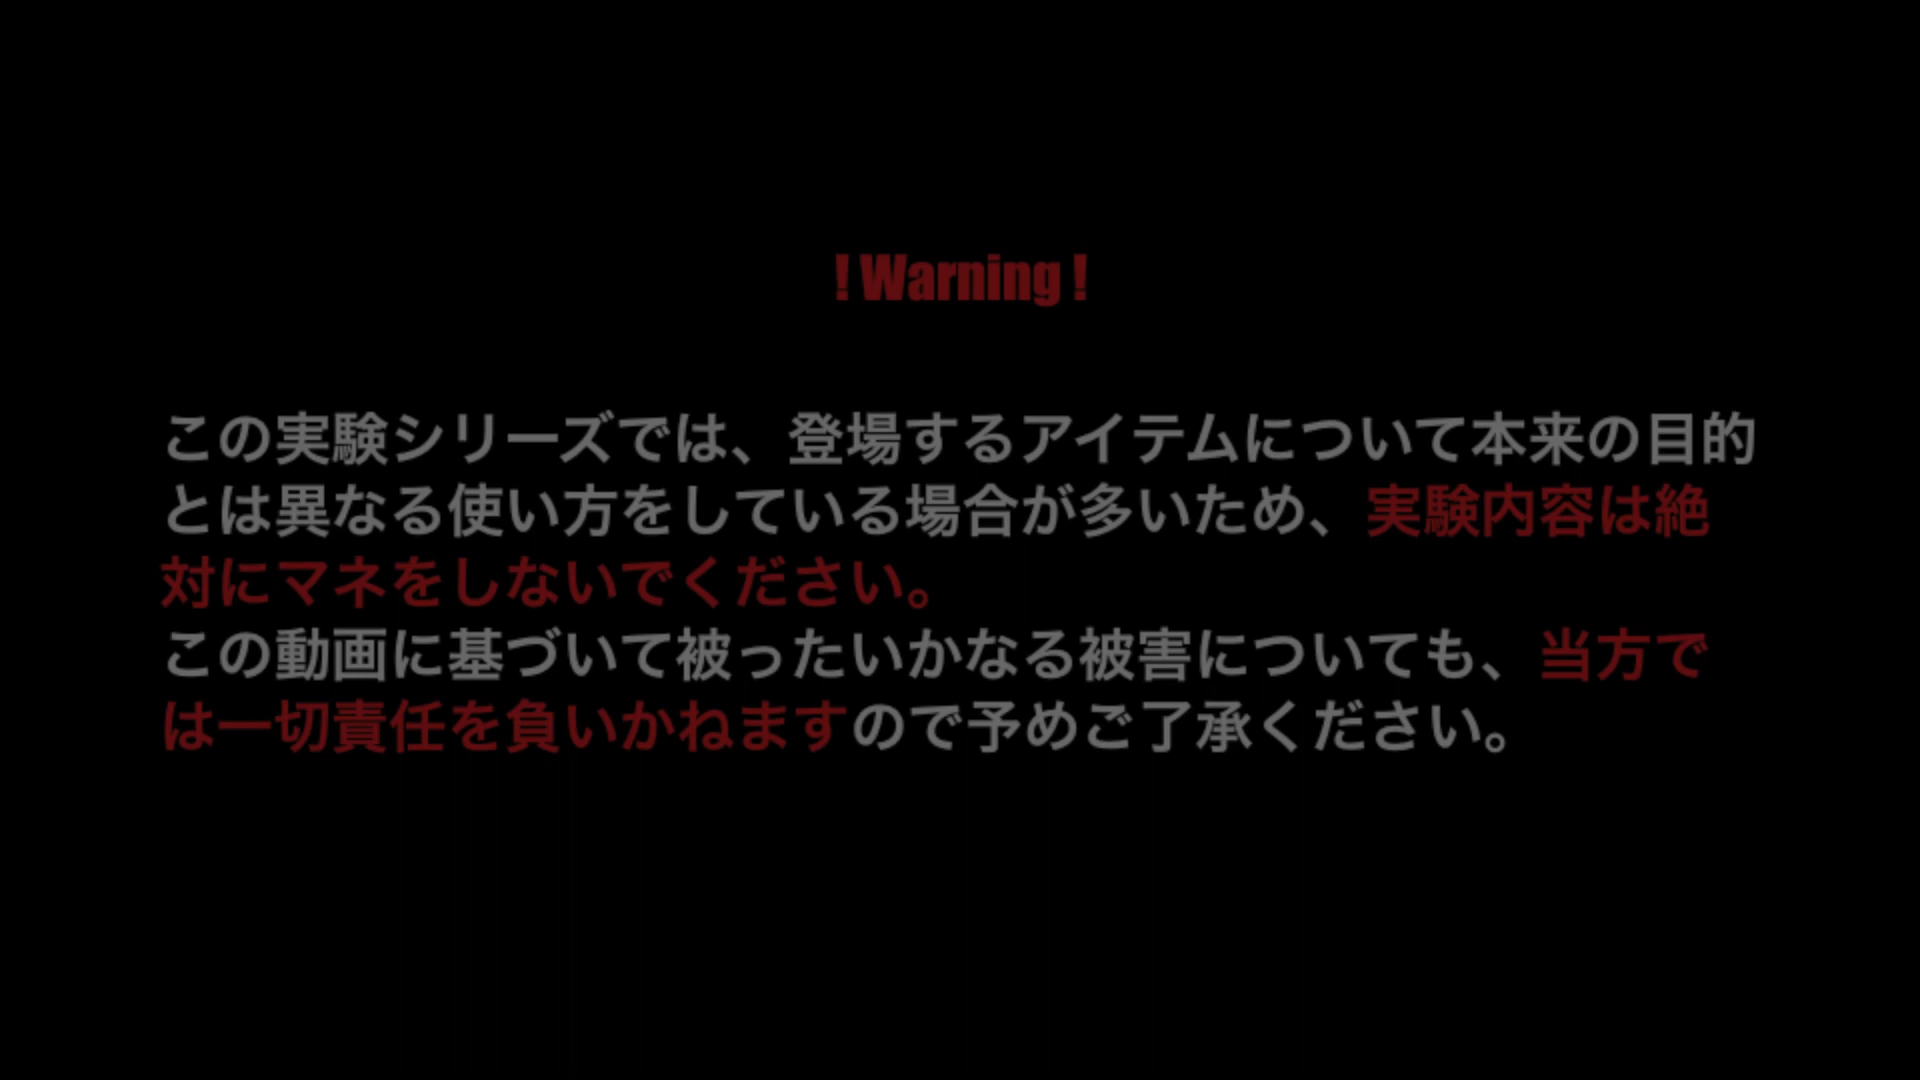 ! Warning !
この実験シリーズでは、登場するアイテムについて本来の目的
とは異なる使い方をしている場合が多いため、実験内容は絶
対にマネをしないでください。
この動画に基づいて被ったいかなる被害についても、当方で
は一切責任を負いかねますので予めご了承ください。